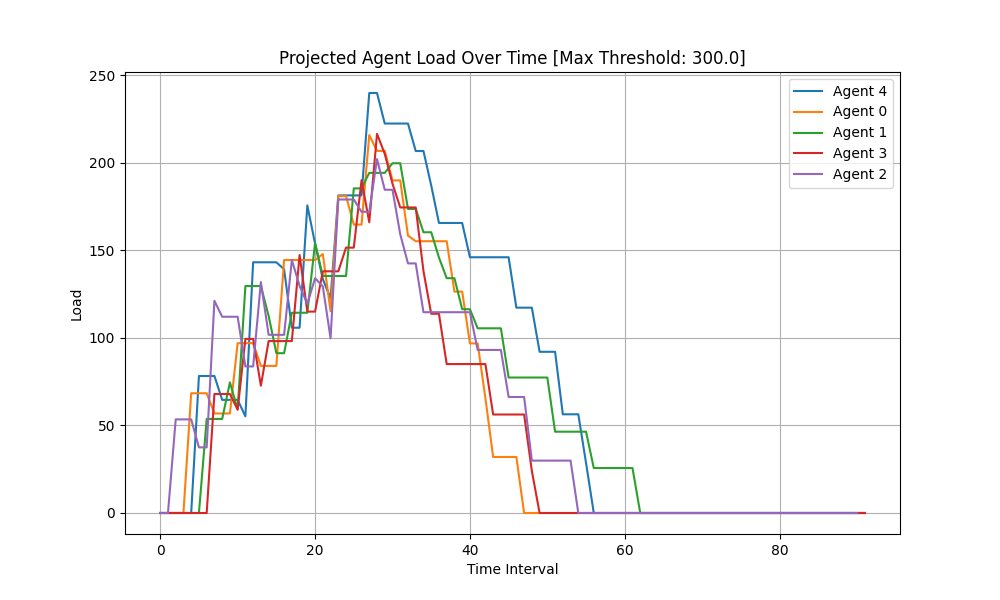 Projected Agent Load Over Time [Max Threshold: 300.0]
250
200
150
100
50
0
Load
0 20 40 60 80
Time Interval
Agent 4
Agent 0
Agent 1
Agent 3
Agent 2